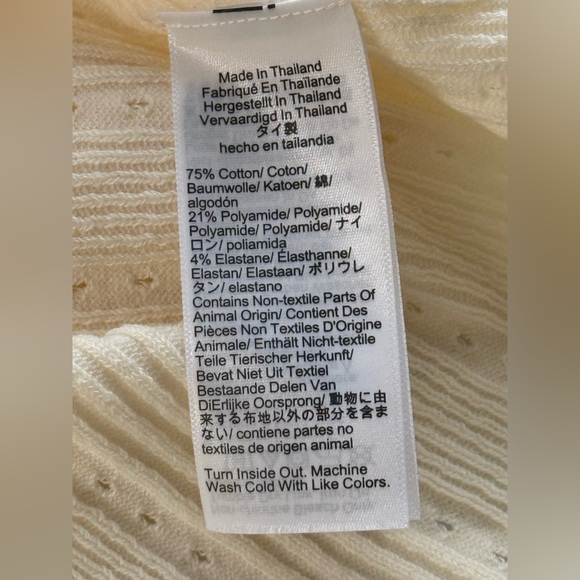 Made In Thailand
Fabriqué En Thaïlande
Hergestellt In Thailand
Vervaardigd In Thailand
タイ製
hecho en tailandia
75% Cotton/ Coton/
Baumwolle/ Katoen/ 綿/
algodón
21% Polyamide/ Polyamide/
Polyamide/ Polyamide/ ナイ
ロン/ poliamida
4% Elastane/ Élasthanne/
Elastan/ Elastaan/ ポリウレ
タン/ elastano
Contains Non-textile Parts Of
Animal Origin/ Contient Des
Pièces Non Textiles D'Origine
Animale/ Enthält Nicht-textile
Teile Tierischer Herkunft/
Bevat Niet Uit Textiel
Bestaande Delen Van
DiErlijke Oorsprong/ 動物に由
来する布地以外の部分を含ま
ない/ contiene partes no
textiles de origen animal
Turn Inside Out. Machine
Wash Cold With Like Colors.